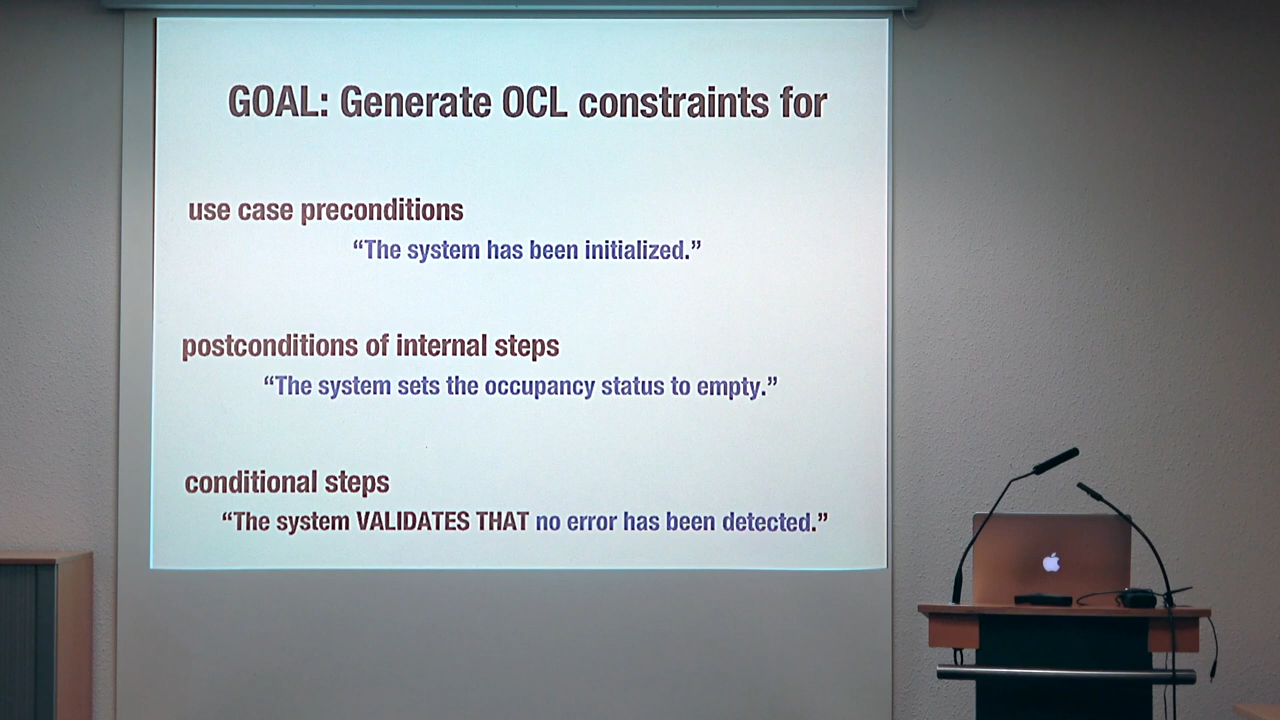 GOAL: Generate OCL constraints for
use case preconditions
“The system has been initialized.”
postconditions of internal steps
“The system sets the occupancy status to empty.”
conditional steps
“The system VALIDATES THAT no error has been detected.”